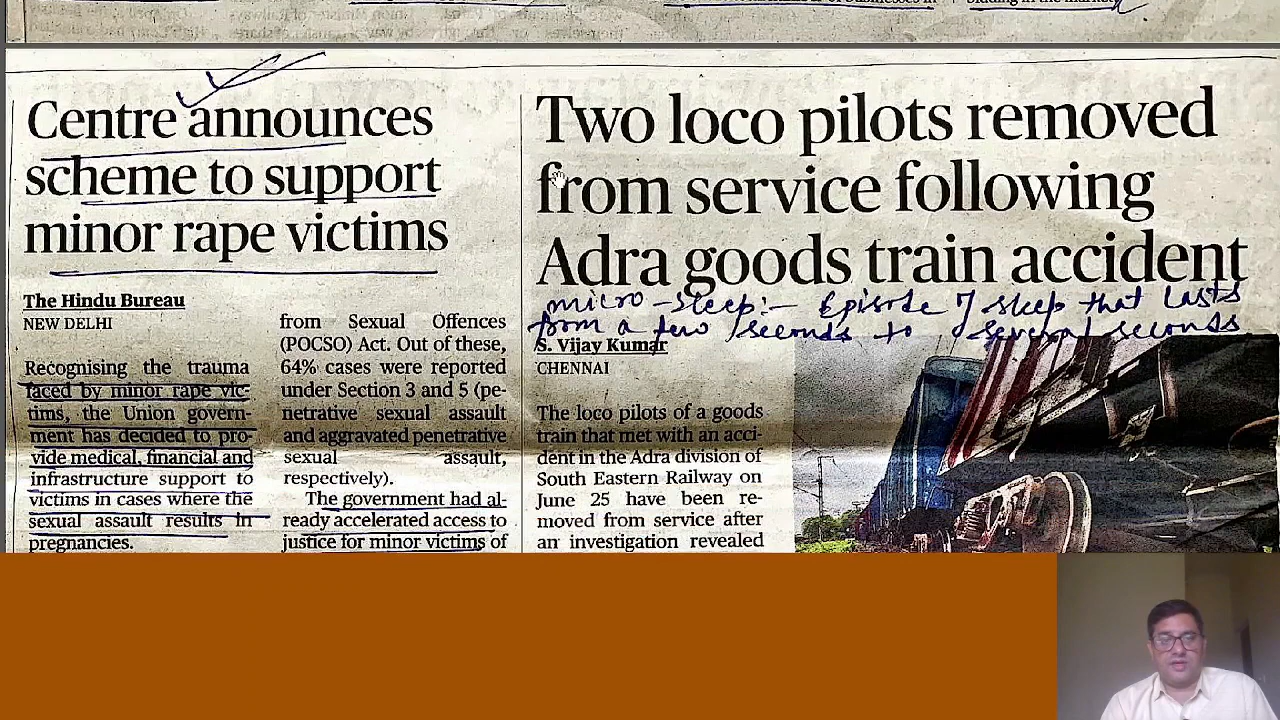 Centre announces
scheme to support
minor rape victims
The Hindu Bureau
NEW DELHI
Recognising the trauma
faced by minor rape vic-
tims, the Union govern-
ment has decided to pro-
vide medical, financial and
infrastructure support to
victims in cases where the
sexual assault results in
pregnancies.
from Sexual Offences
(POCSO) Act. Out of these,
64% cases were reported
under Section 3 and 5 (pe-
netrative sexual assault
and aggravated penetrative
sexual assault,
respectively).
The government had al-
ready accelerated access to
justice for minor victims of
Two loco pilots removed
from service following
Adra goods train accident
micro-sleep:- Episode of sleep that lasts
from a few seconds to several seconds
S. Vijay Kumar
CHENNAI
The loco pilots of a goods
train that met with an acci-
dent in the Adra division of
South Eastern Railway on
June 25 have been re-
moved from service after
an investigation revealed